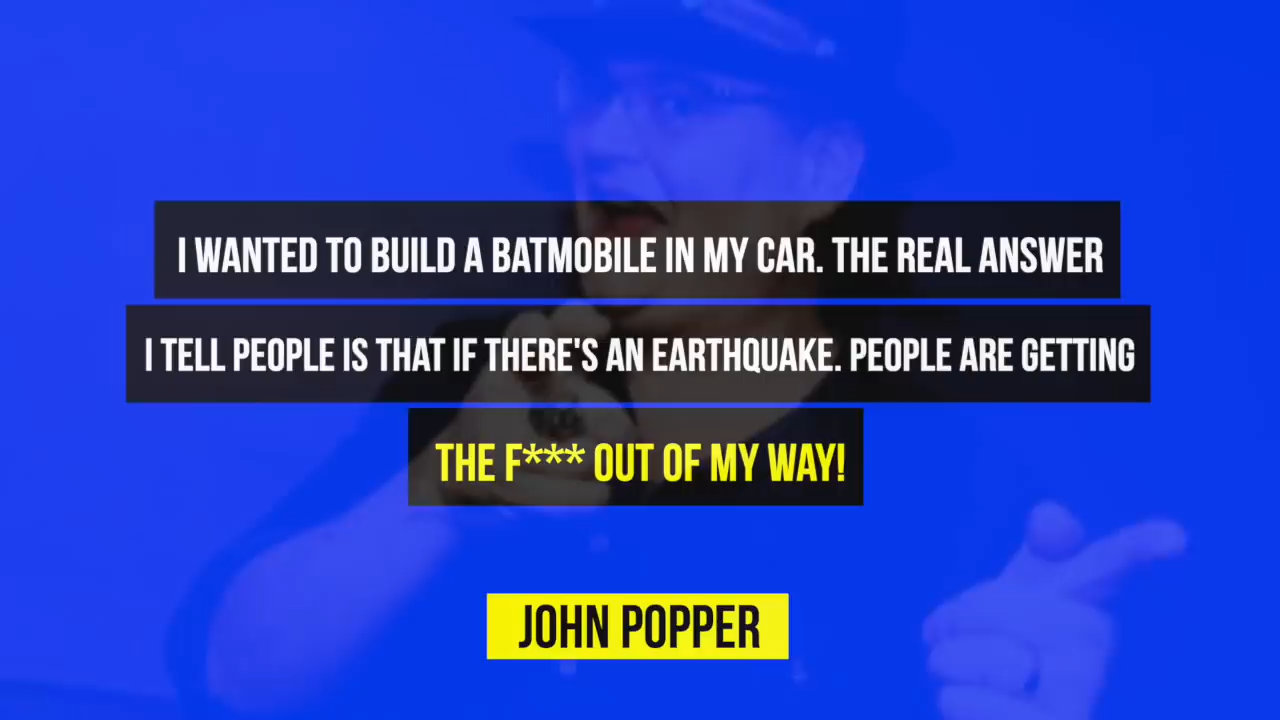 I WANTED TO BUILD A BATMOBILE IN MY CAR. THE REAL ANSWER
I TELL PEOPLE IS THAT IF THERE'S AN EARTHQUAKE. PEOPLE ARE GETTING
THE F*** OUT OF MY WAY!
JOHN POPPER